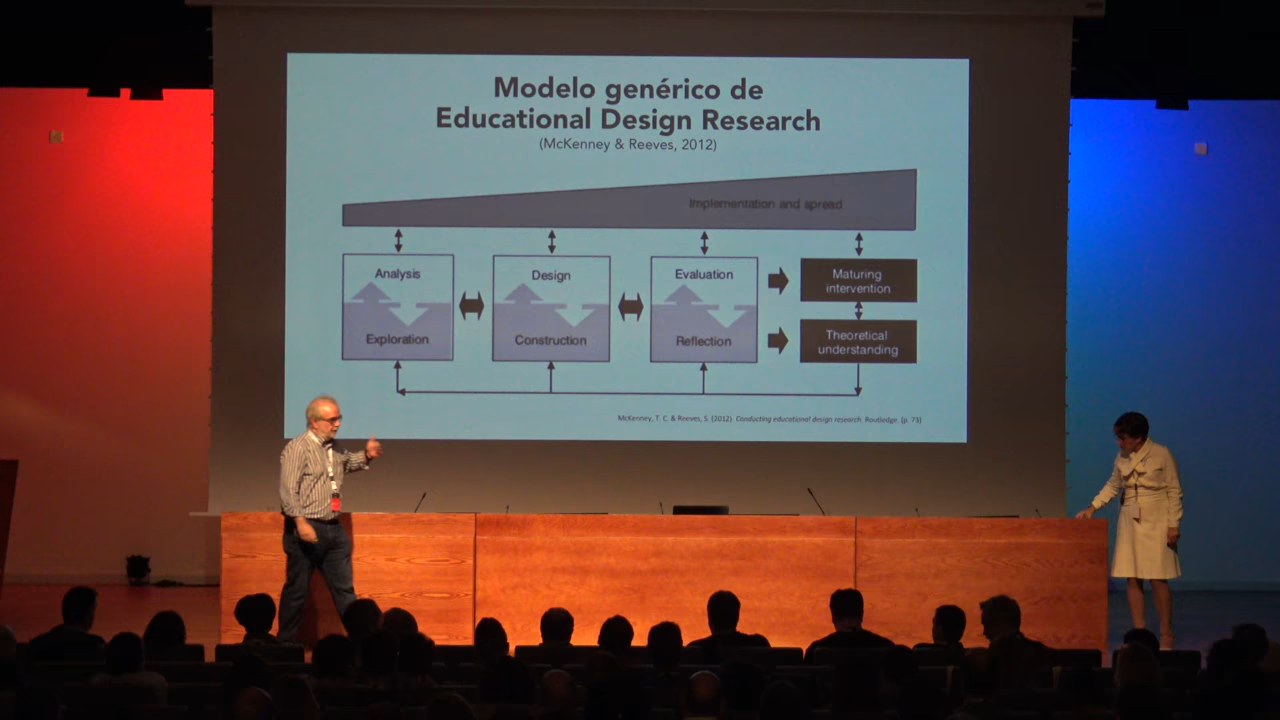 Modelo genérico de
Educational Design Research
(McKenney & Reeves, 2012)
Implementation and spread
Analysis
Exploration
Design
Construction
Evaluation
Reflection
Maturing
intervention
Theoretical
understanding
McKenney, T. C. & Reeves, S. (2012). Conducting educational design research. Routledge. (p. 73)